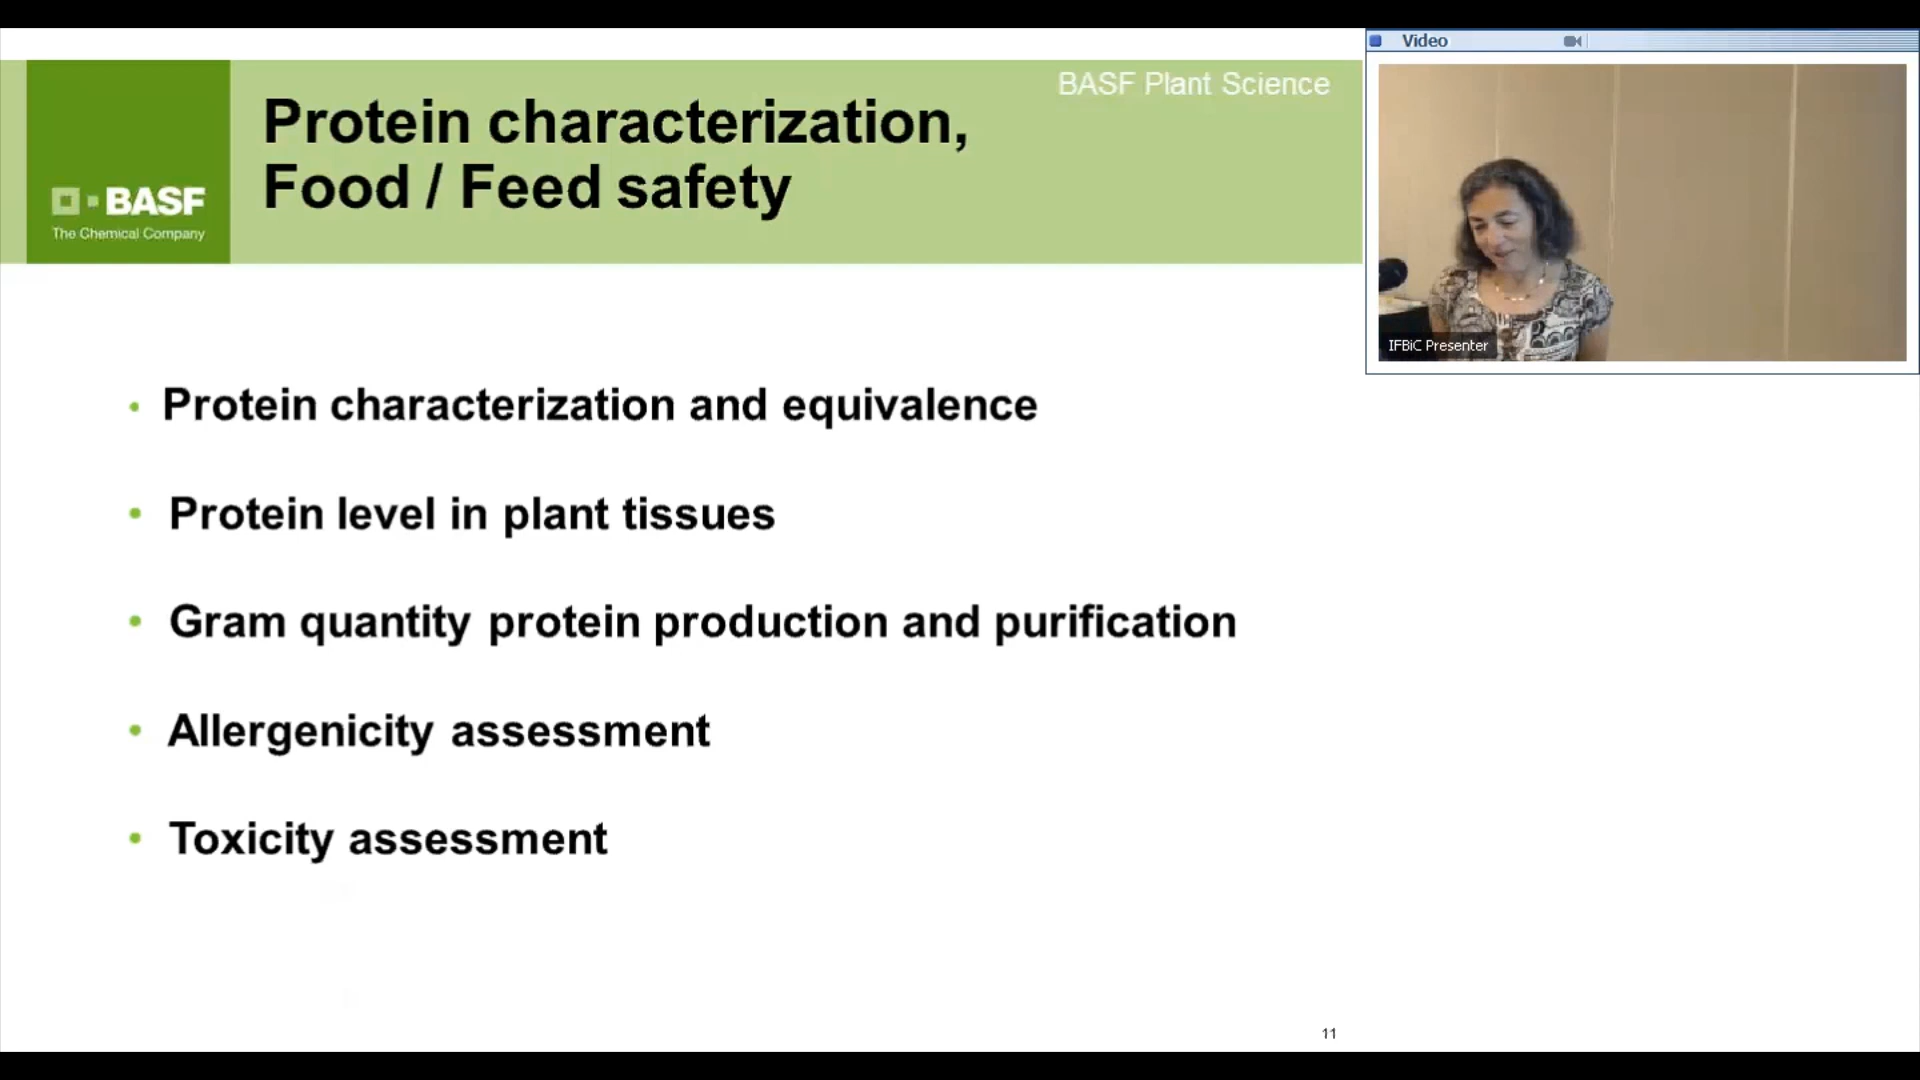 BASF Plant Science
Protein characterization,
Food / Feed safety
BASF
The Chemical Company
• Protein characterization and equivalence
• Protein level in plant tissues
• Gram quantity protein production and purification
• Allergenicity assessment
• Toxicity assessment
11
Video
IFBiC Presenter